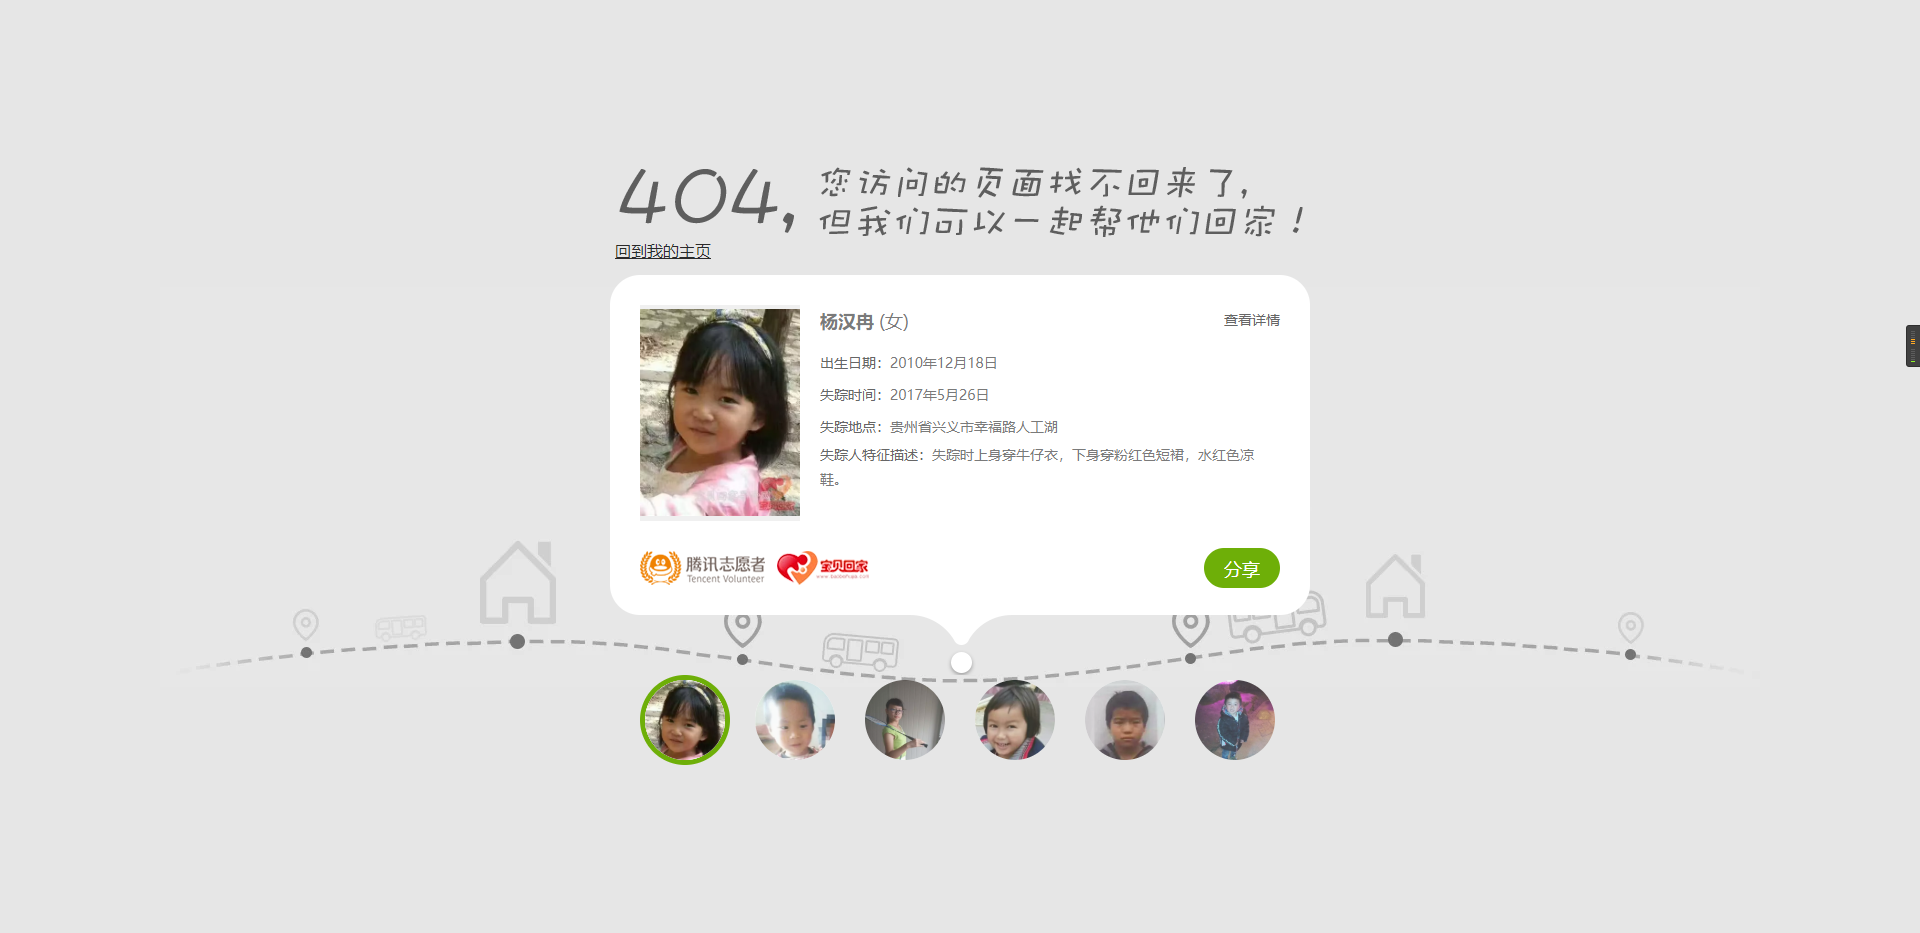 404,
您访问的页面找不回来了,
但我们可以一起帮他们回家!
回到我的主页
杨汉冉 (女)
查看详情
出生日期：2010年12月18日
失踪时间：2017年5月26日
失踪地点：贵州省兴义市幸福路人工湖
失踪人特征描述：失踪时上身穿牛仔衣，下身穿粉红色短裙，水红色凉
鞋。
腾讯志愿者
Tencent Volunteer
宝贝回家
分享